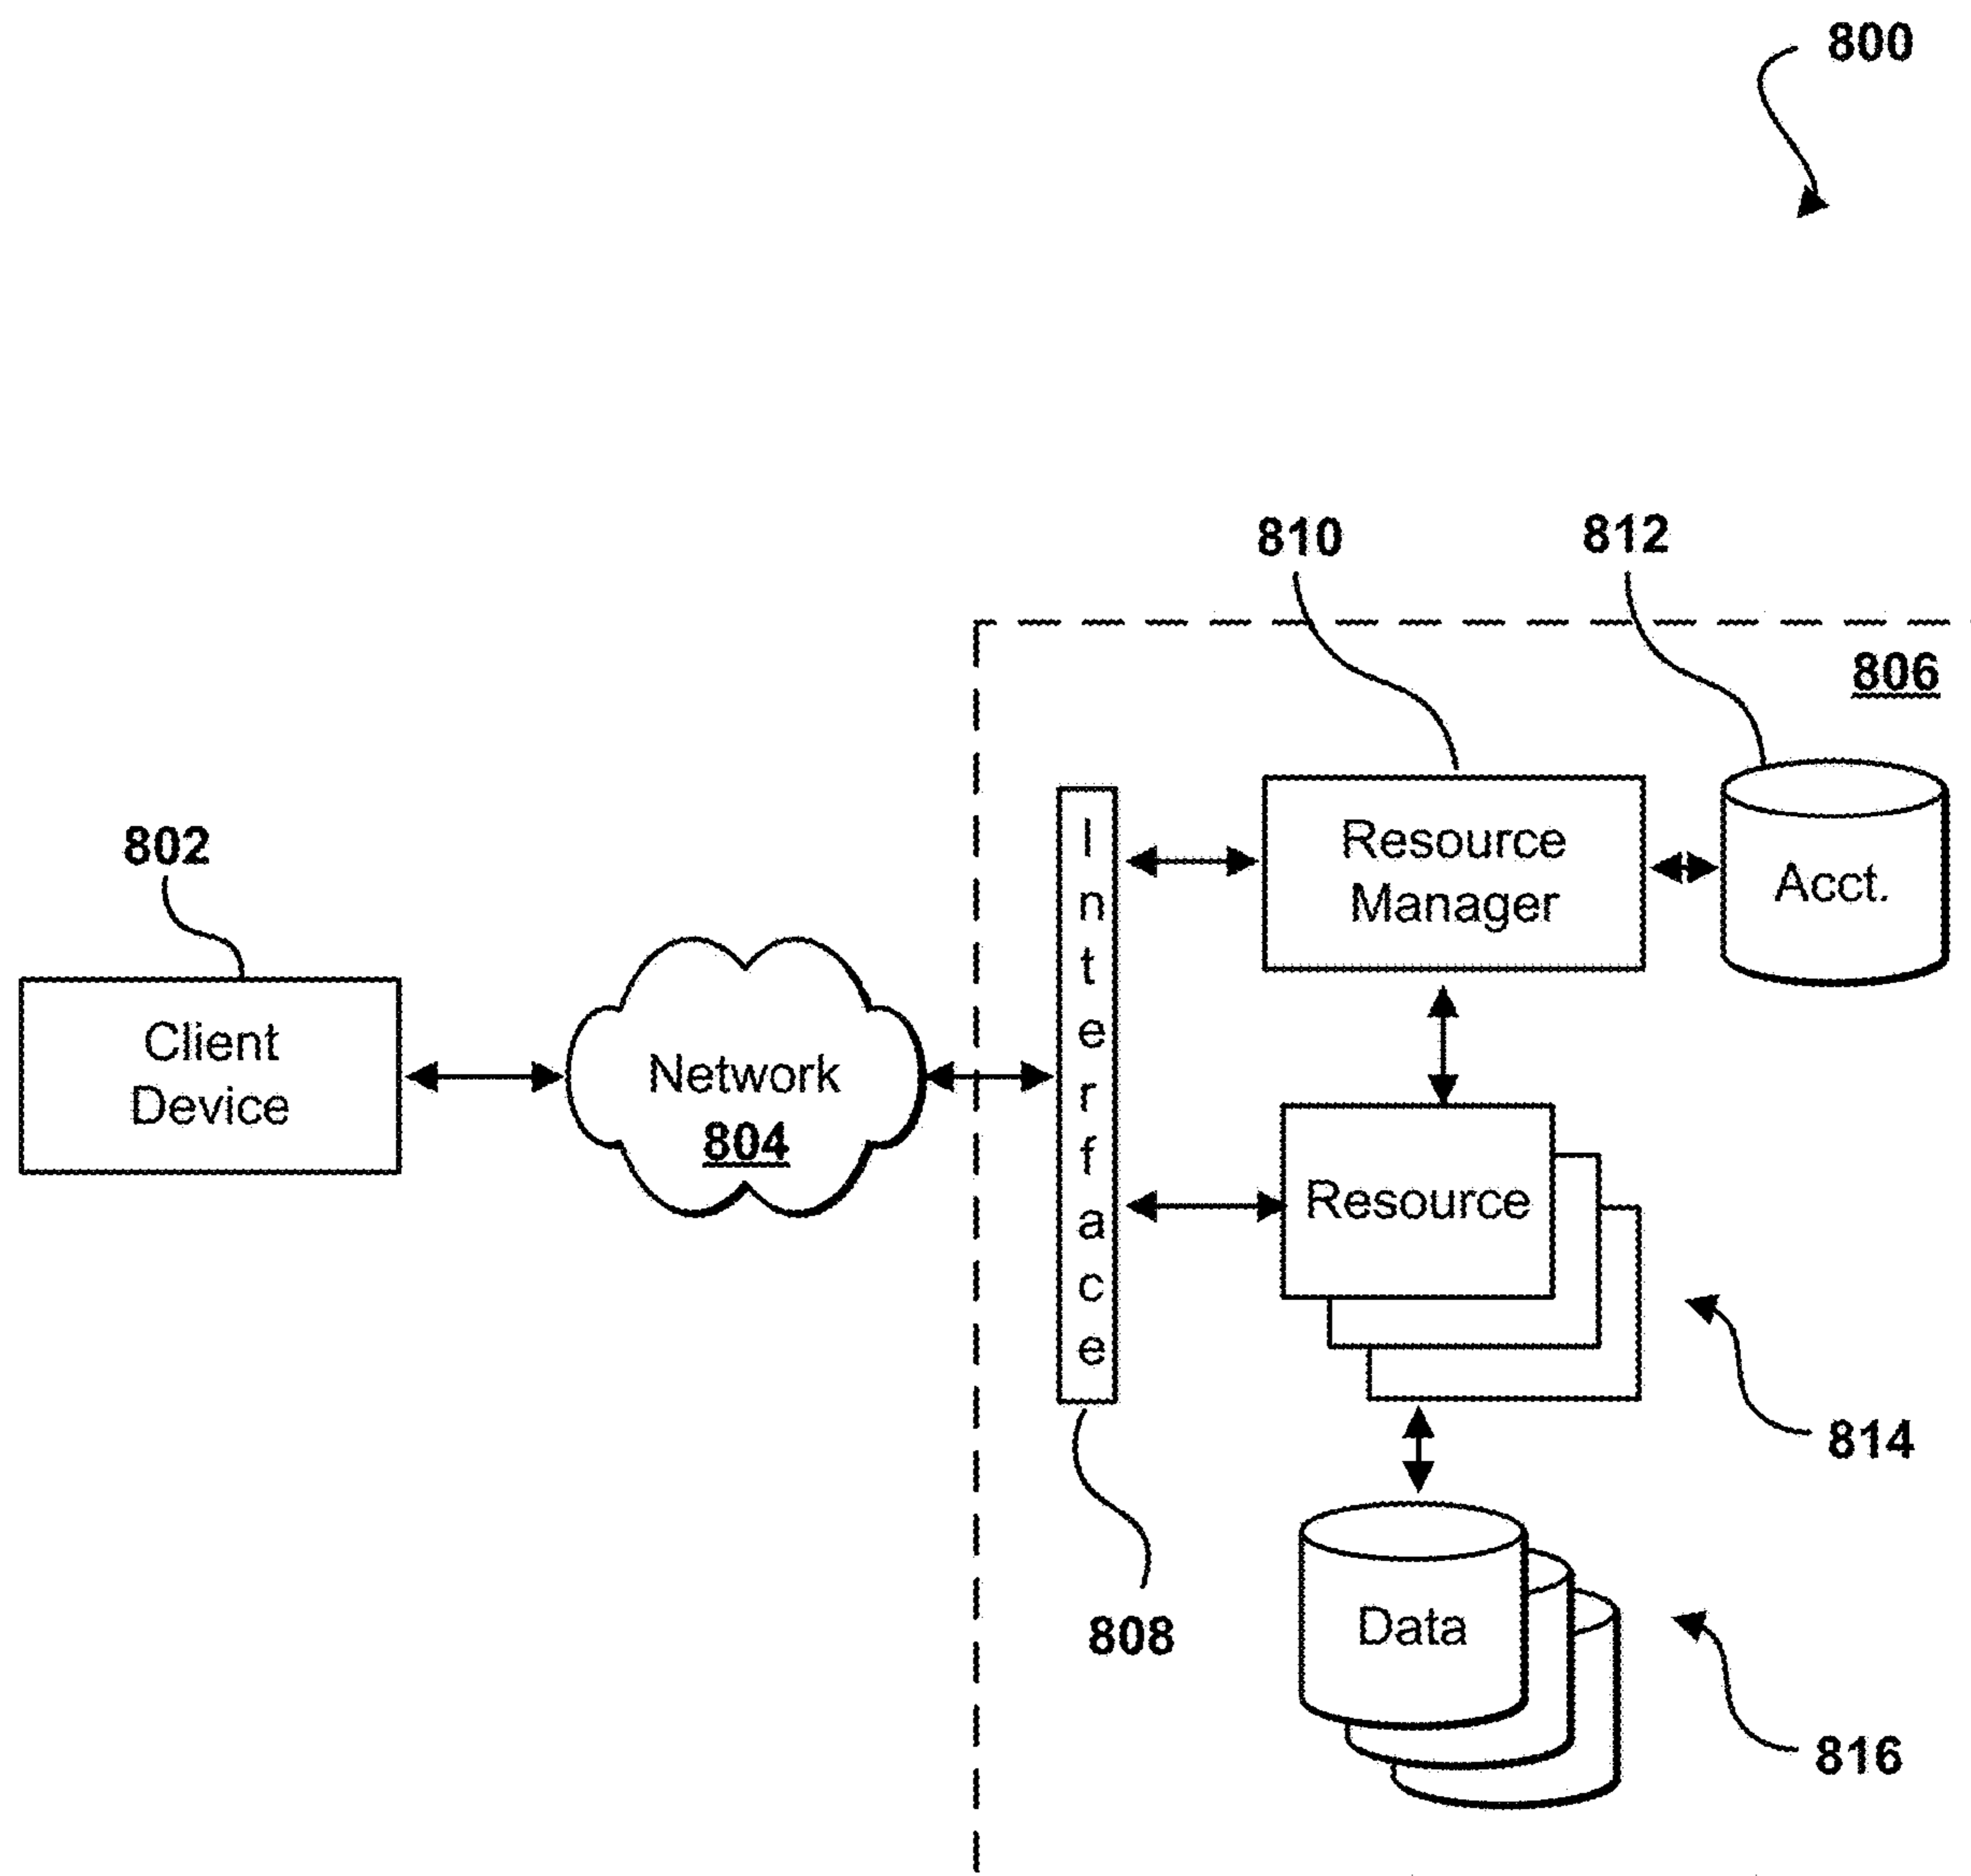 800
810
812
806
802
Resource
Manager
Acct.
Interface
Client
Device
Network
804
Resource
814
808
Data
816